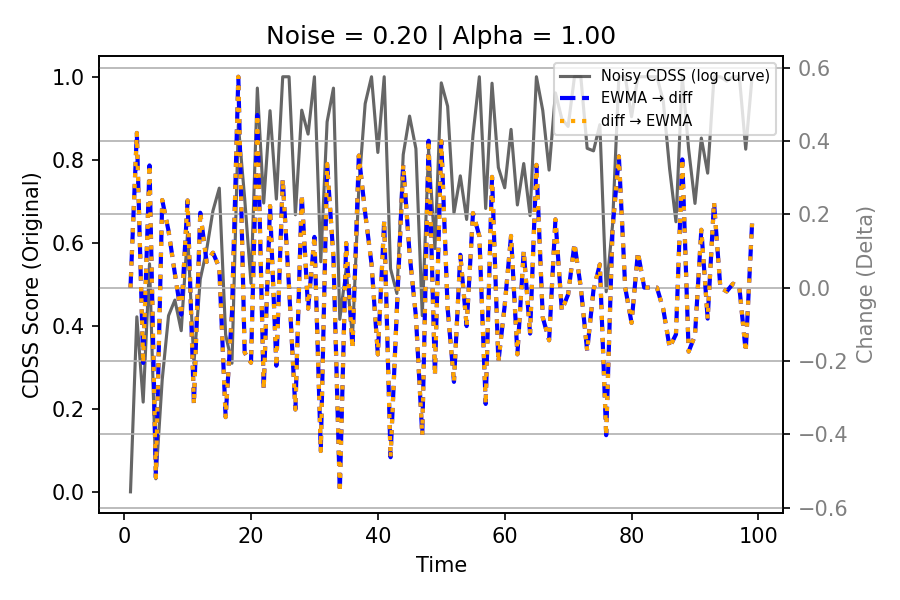 Noise = 0.20 | Alpha = 1.00
CDSS Score (Original)
1.0
0.8
0.6
0.4
0.2
0.0
Noisy CDSS (log curve)
EWMA → diff
diff → EWMA
0.6
0.4
0.2
0.0
−0.2
−0.4
−0.6
Change (Delta)
0
20
40
60
80
100
Time